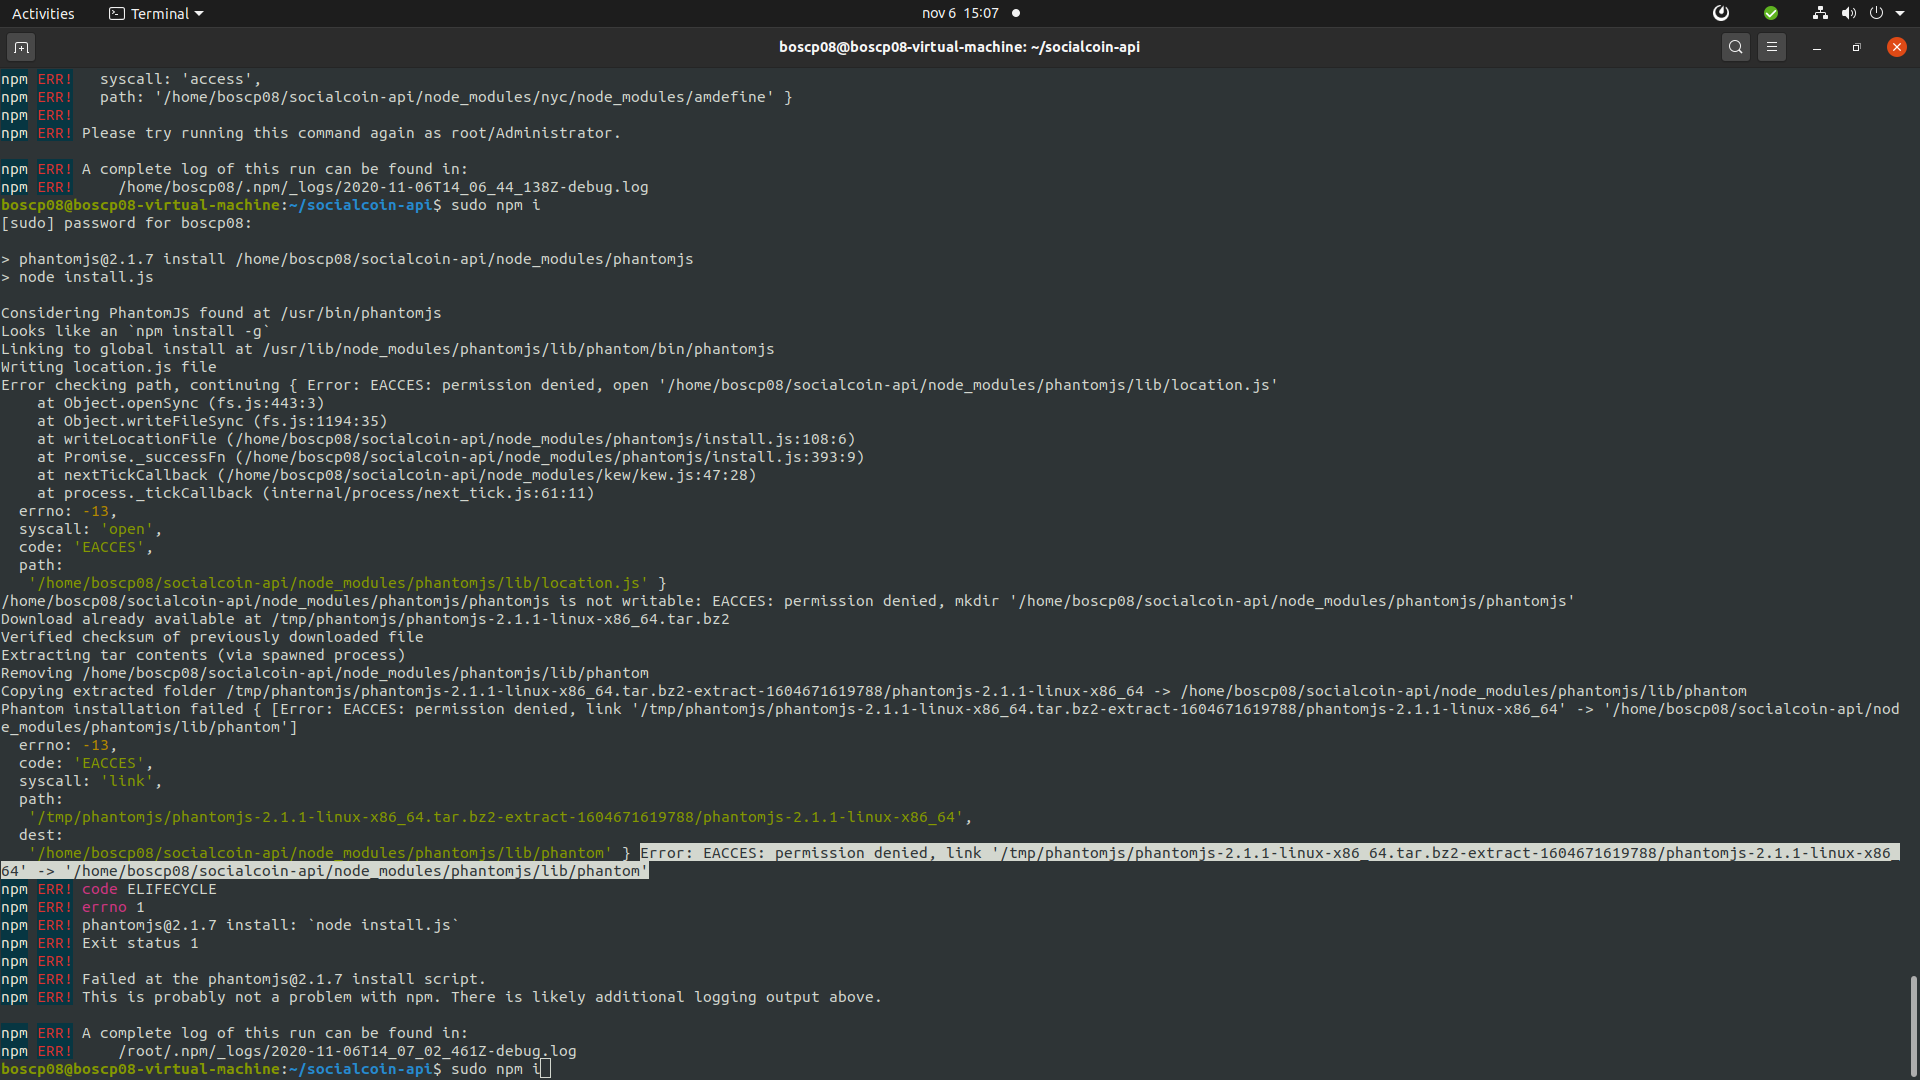 Activities
Terminal
nov 6 15:07
boscp08@boscp08-virtual-machine: ~/socialcoin-api
npm ERR!   syscall: 'access',
npm ERR!   path: '/home/boscp08/socialcoin-api/node_modules/nyc/node_modules/amdefine' }
npm ERR!
npm ERR! Please try running this command again as root/Administrator.
npm ERR! A complete log of this run can be found in:
npm ERR!     /home/boscp08/.npm/_logs/2020-11-06T14_06_44_138Z-debug.log
boscp08@boscp08-virtual-machine:~/socialcoin-api$ sudo npm i
[sudo] password for boscp08:
> phantomjs@2.1.7 install /home/boscp08/socialcoin-api/node_modules/phantomjs
> node install.js
Considering PhantomJS found at /usr/bin/phantomjs
Looks like an `npm install -g`
Linking to global install at /usr/lib/node_modules/phantomjs/lib/phantom/bin/phantomjs
Writing location.js file
Error checking path, continuing { Error: EACCES: permission denied, open '/home/boscp08/socialcoin-api/node_modules/phantomjs/lib/location.js'
    at Object.openSync (fs.js:443:3)
    at Object.writeFileSync (fs.js:1194:35)
    at writeLocationFile (/home/boscp08/socialcoin-api/node_modules/phantomjs/install.js:108:6)
    at Promise._successFn (/home/boscp08/socialcoin-api/node_modules/phantomjs/install.js:393:9)
    at nextTickCallback (/home/boscp08/socialcoin-api/node_modules/kew/kew.js:47:28)
    at process._tickCallback (internal/process/next_tick.js:61:11)
  errno: -13,
  syscall: 'open',
  code: 'EACCES',
  path:
   '/home/boscp08/socialcoin-api/node_modules/phantomjs/lib/location.js' }
/home/boscp08/socialcoin-api/node_modules/phantomjs/phantomjs is not writable: EACCES: permission denied, mkdir '/home/boscp08/socialcoin-api/node_modules/phantomjs/phantomjs'
Download already available at /tmp/phantomjs/phantomjs-2.1.1-linux-x86_64.tar.bz2
Verified checksum of previously downloaded file
Extracting tar contents (via spawned process)
Removing /home/boscp08/socialcoin-api/node_modules/phantomjs/lib/phantom
Copying extracted folder /tmp/phantomjs/phantomjs-2.1.1-linux-x86_64.tar.bz2-extract-1604671619788/phantomjs-2.1.1-linux-x86_64 -> /home/boscp08/socialcoin-api/node_modules/phantomjs/lib/phantom
Phantom installation failed { [Error: EACCES: permission denied, link '/tmp/phantomjs/phantomjs-2.1.1-linux-x86_64.tar.bz2-extract-1604671619788/phantomjs-2.1.1-linux-x86_64' -> '/home/boscp08/socialcoin-api/nod
e_modules/phantomjs/lib/phantom']
  errno: -13,
  code: 'EACCES',
  syscall: 'link',
  path:
   '/tmp/phantomjs/phantomjs-2.1.1-linux-x86_64.tar.bz2-extract-1604671619788/phantomjs-2.1.1-linux-x86_64',
  dest:
   '/home/boscp08/socialcoin-api/node_modules/phantomjs/lib/phantom' } Error: EACCES: permission denied, link '/tmp/phantomjs/phantomjs-2.1.1-linux-x86_64.tar.bz2-extract-1604671619788/phantomjs-2.1.1-linux-x86_
64' -> '/home/boscp08/socialcoin-api/node_modules/phantomjs/lib/phantom'
npm ERR! code ELIFECYCLE
npm ERR! errno 1
npm ERR! phantomjs@2.1.7 install: `node install.js`
npm ERR! Exit status 1
npm ERR!
npm ERR! Failed at the phantomjs@2.1.7 install script.
npm ERR! This is probably not a problem with npm. There is likely additional logging output above.
npm ERR! A complete log of this run can be found in:
npm ERR!     /root/.npm/_logs/2020-11-06T14_07_02_461Z-debug.log
boscp08@boscp08-virtual-machine:~/socialcoin-api$ sudo npm i